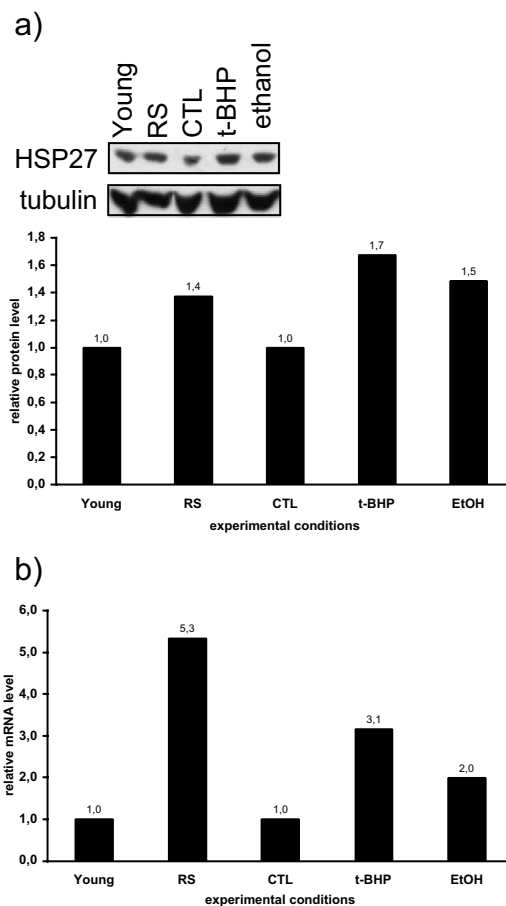 a)
Young RS CTL t-BHP ethanol
HSP27
tubulin
relative protein level
1,8
1,6
1,4
1,2
1,0
0,8
0,6
0,4
0,2
0,0
1,0 1,4 1,0 1,7 1,5
Young RS CTL t-BHP EtOH
experimental conditions
b)
relative mRNA level
6,0
5,0
4,0
3,0
2,0
1,0
0,0
1,0 5,3 1,0 3,1 2,0
Young RS CTL t-BHP EtOH
experimental conditions